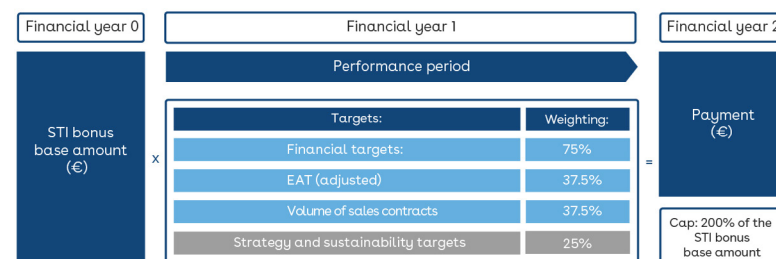 Financial year 0
Financial year 1
Financial year 2
Performance period
STI bonus
base amount
(€)
x
Targets: Weighting:
Financial targets: 75%
EAT (adjusted) 37.5%
Volume of sales contracts 37.5%
Strategy and sustainability targets 25%
=
Payment
(€)
Cap: 200% of the
STI bonus
base amount